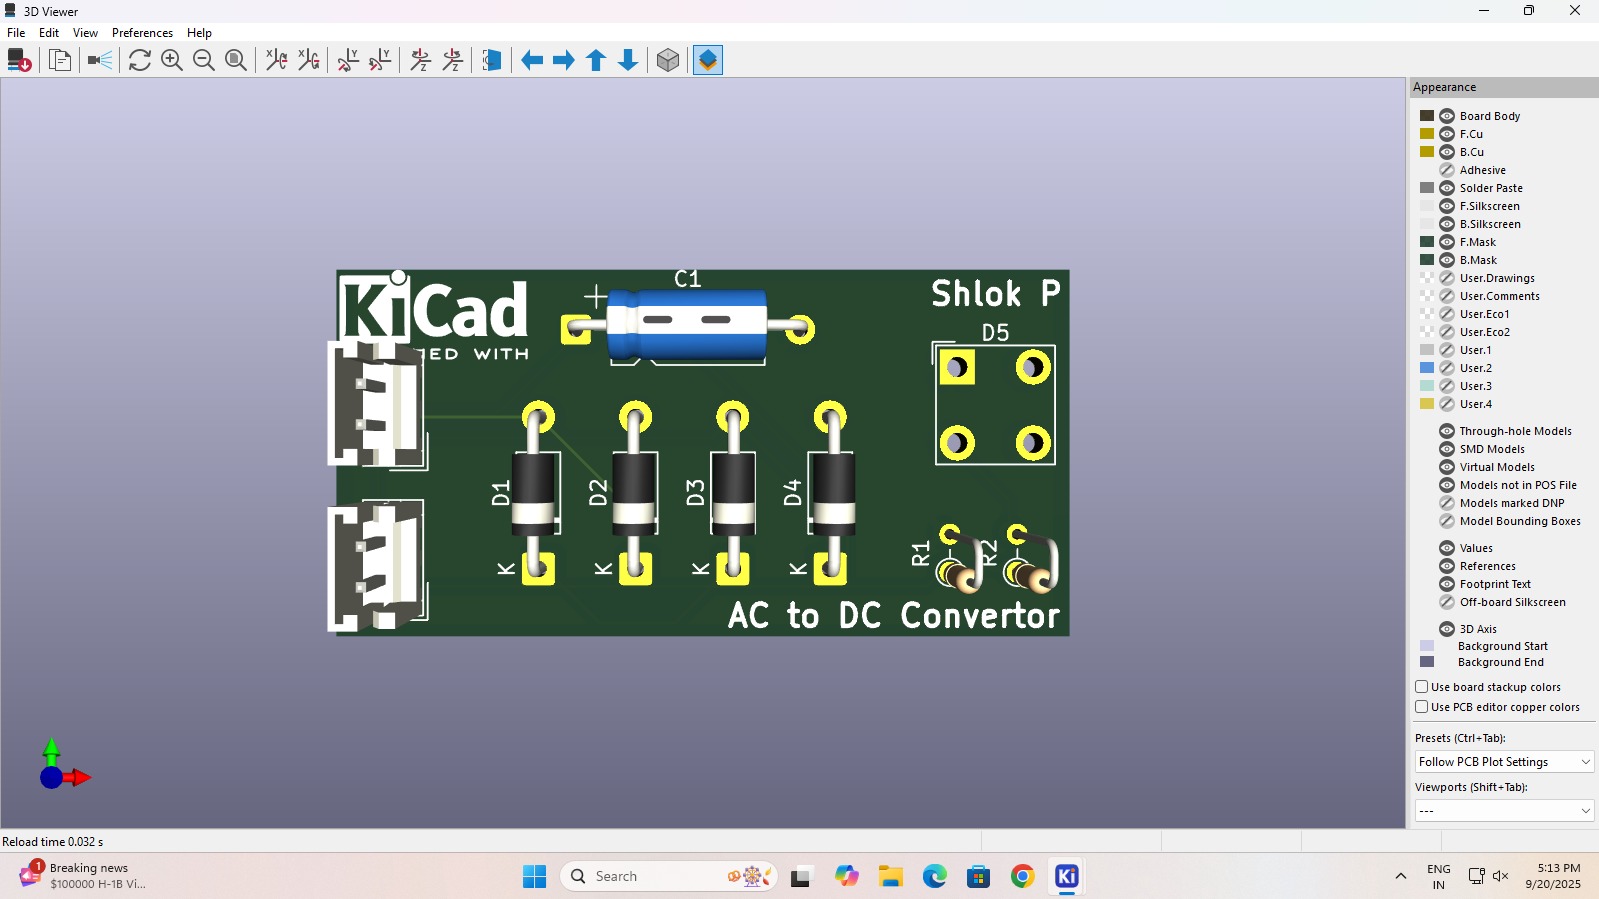 3D Viewer
File Edit View Preferences Help
Appearance
Board Body
F.Cu
B.Cu
Adhesive
Solder Paste
F.Silkscreen
B.Silkscreen
F.Mask
B.Mask
User.Drawings
User.Comments
User.Eco1
User.Eco2
User.1
User.2
User.3
User.4
Through-hole Models
SMD Models
Virtual Models
Models not in POS File
Models marked DNP
Model Bounding Boxes
Values
References
Footprint Text
Off-board Silkscreen
3D Axis
Background Start
Background End
Use board stackup colors
Use PCB editor copper colors
Presets (Ctrl+Tab):
Follow PCB Plot Settings
Viewports (Shift+Tab):
---
KiCad
WITH
C1
Shlok P
D5
D1
D2
D3
D4
K
K
K
K
R1
R2
AC to DC Convertor
Reload time 0.032 s
1
Breaking news
$100000 H-1B Vi...
Search
Ki
ENG
IN
5:13 PM
9/20/2025